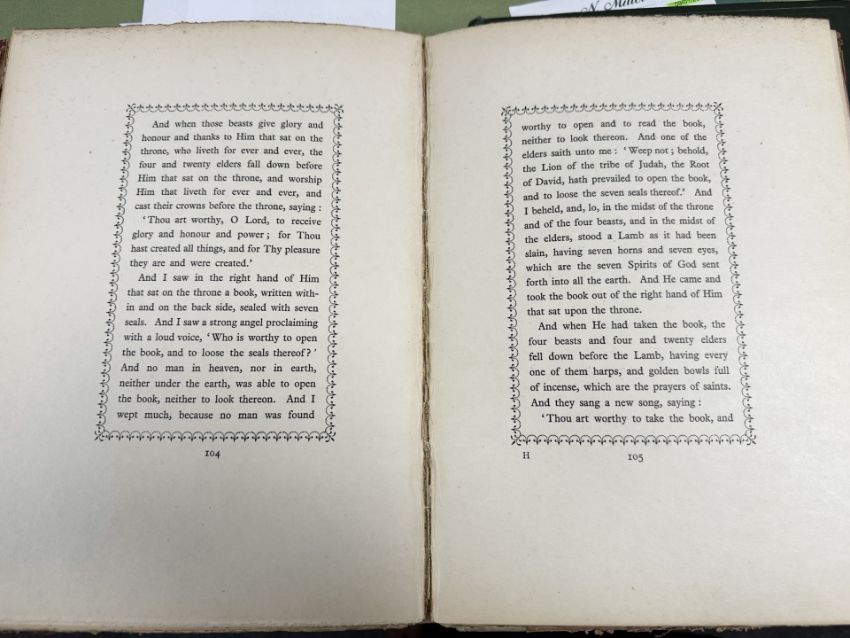 N. Mitte
And when those beasts give glory and
honour and thanks to Him that sat on the
throne, who liveth for ever and ever, the
four and twenty elders fall down before
Him that sat on the throne, and worship
Him that liveth for ever and ever, and
cast their crowns before the throne, saying :
‘Thou art worthy, O Lord, to receive
glory and honour and power ; for Thou
hast created all things, and for Thy pleasure
they are and were created.’
And I saw in the right hand of Him
that sat on the throne a book, written with-
in and on the back side, sealed with seven
seals. And I saw a strong angel proclaiming
with a loud voice, ‘Who is worthy to open
the book, and to loose the seals thereof?’
And no man in heaven, nor in earth,
neither under the earth, was able to open
the book, neither to look thereon. And I
wept much, because no man was found
104
worthy to open and to read the book,
neither to look thereon. And one of the
elders saith unto me : ‘Weep not ; behold,
the Lion of the tribe of Judah, the Root
of David, hath prevailed to open the book,
and to loose the seven seals thereof.’ And
I beheld, and, lo, in the midst of the throne
and of the four beasts, and in the midst of
the elders, stood a Lamb as it had been
slain, having seven horns and seven eyes,
which are the seven Spirits of God sent
forth into all the earth. And He came and
took the book out of the right hand of Him
that sat upon the throne.
And when He had taken the book, the
four beasts and four and twenty elders
fell down before the Lamb, having every
one of them harps, and golden bowls full
of incense, which are the prayers of saints.
And they sang a new song, saying :
‘Thou art worthy to take the book, and
H
105